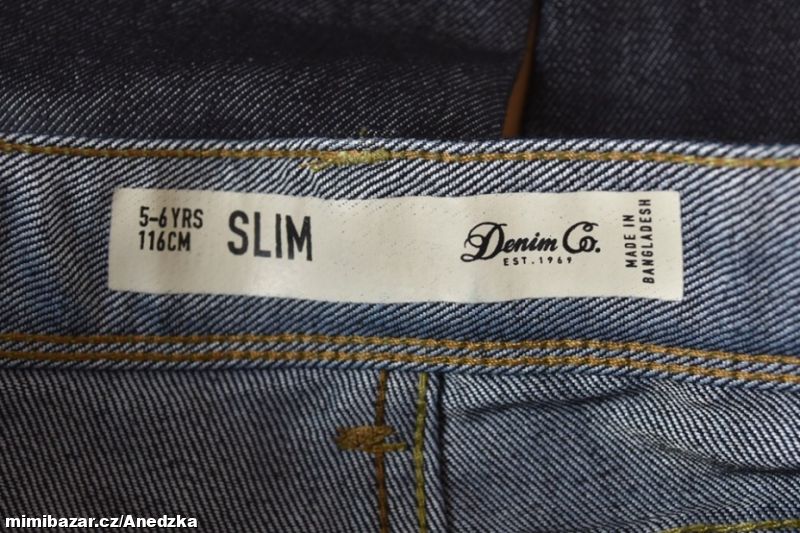 5-6 YRS
116CM
SLIM
Denim Co.
EST. 1969
MADE IN
BANGLADESH
mimibazar.cz/Anedzka